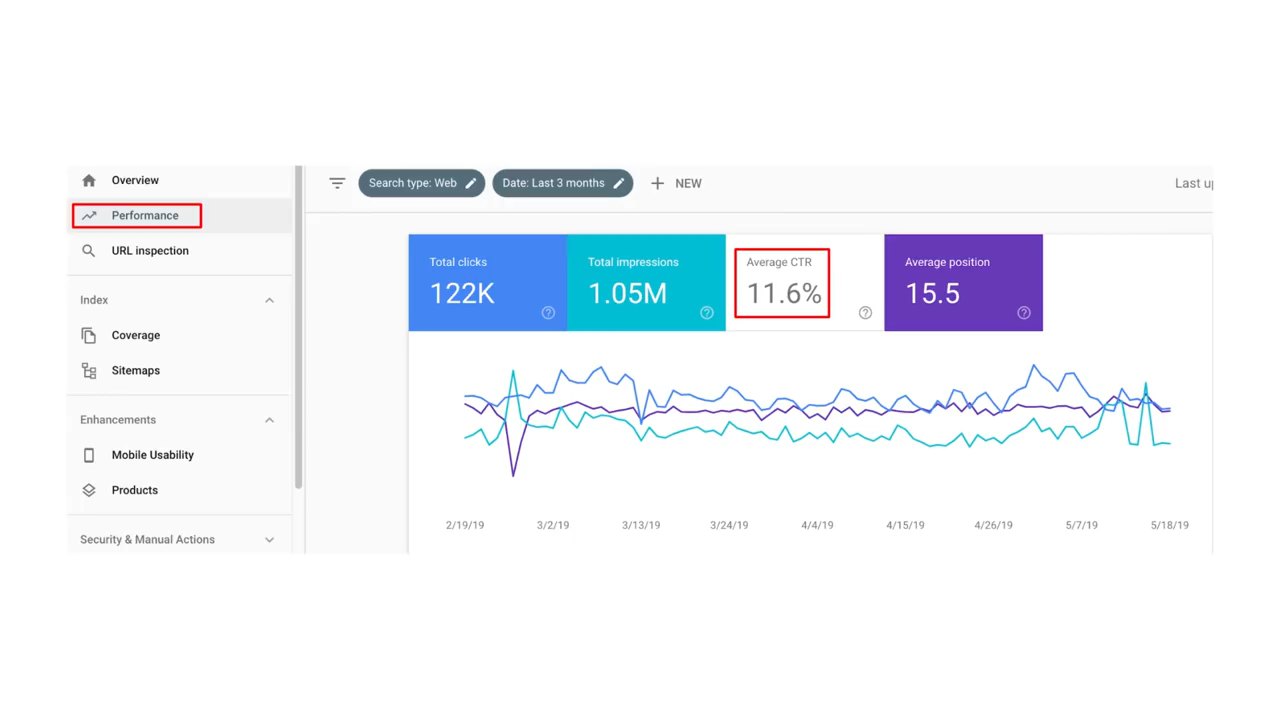 Overview
Performance
URL inspection
Index
Coverage
Sitemaps
Enhancements
Mobile Usability
Products
Security & Manual Actions
Search type: Web
Date: Last 3 months
NEW
Last up
Total clicks
122K
Total impressions
1.05M
Average CTR
11.6%
Average position
15.5
2/19/19 3/2/19 3/13/19 3/24/19 4/4/19 4/15/19 4/26/19 5/7/19 5/18/19